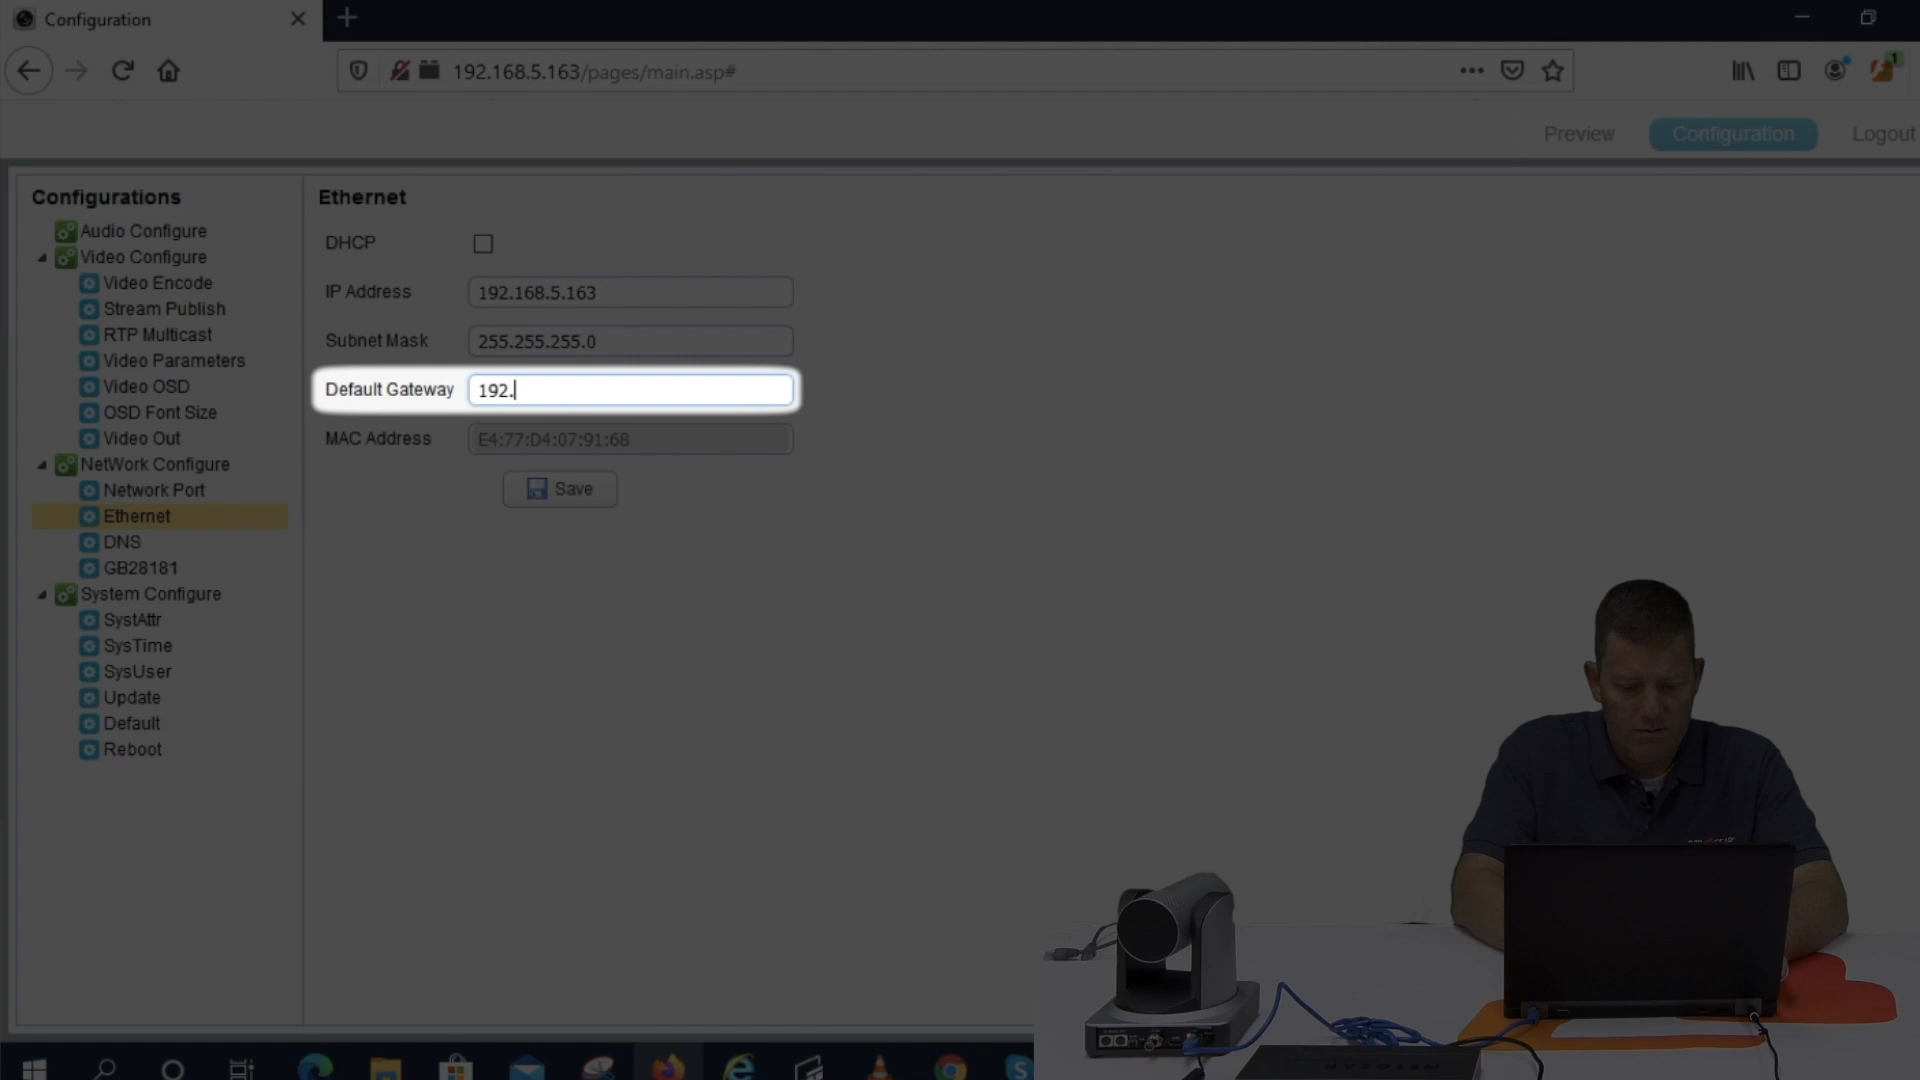 Configuration
192.168.5.163/pages/main.asp#
1
Preview
Configuration
Logout
Configurations
Audio Configure
Video Configure
Video Encode
Stream Publish
RTP Multicast
Video Parameters
Video OSD
OSD Font Size
Video Out
NetWork Configure
Network Port
Ethernet
DNS
GB28181
System Configure
SystAttr
SysTime
SysUser
Update
Default
Reboot
Ethernet
DHCP
IP Address 192.168.5.163
Subnet Mask 255.255.255.0
Default Gateway 192.
MAC Address E4:77:D4:07:91:68
Save